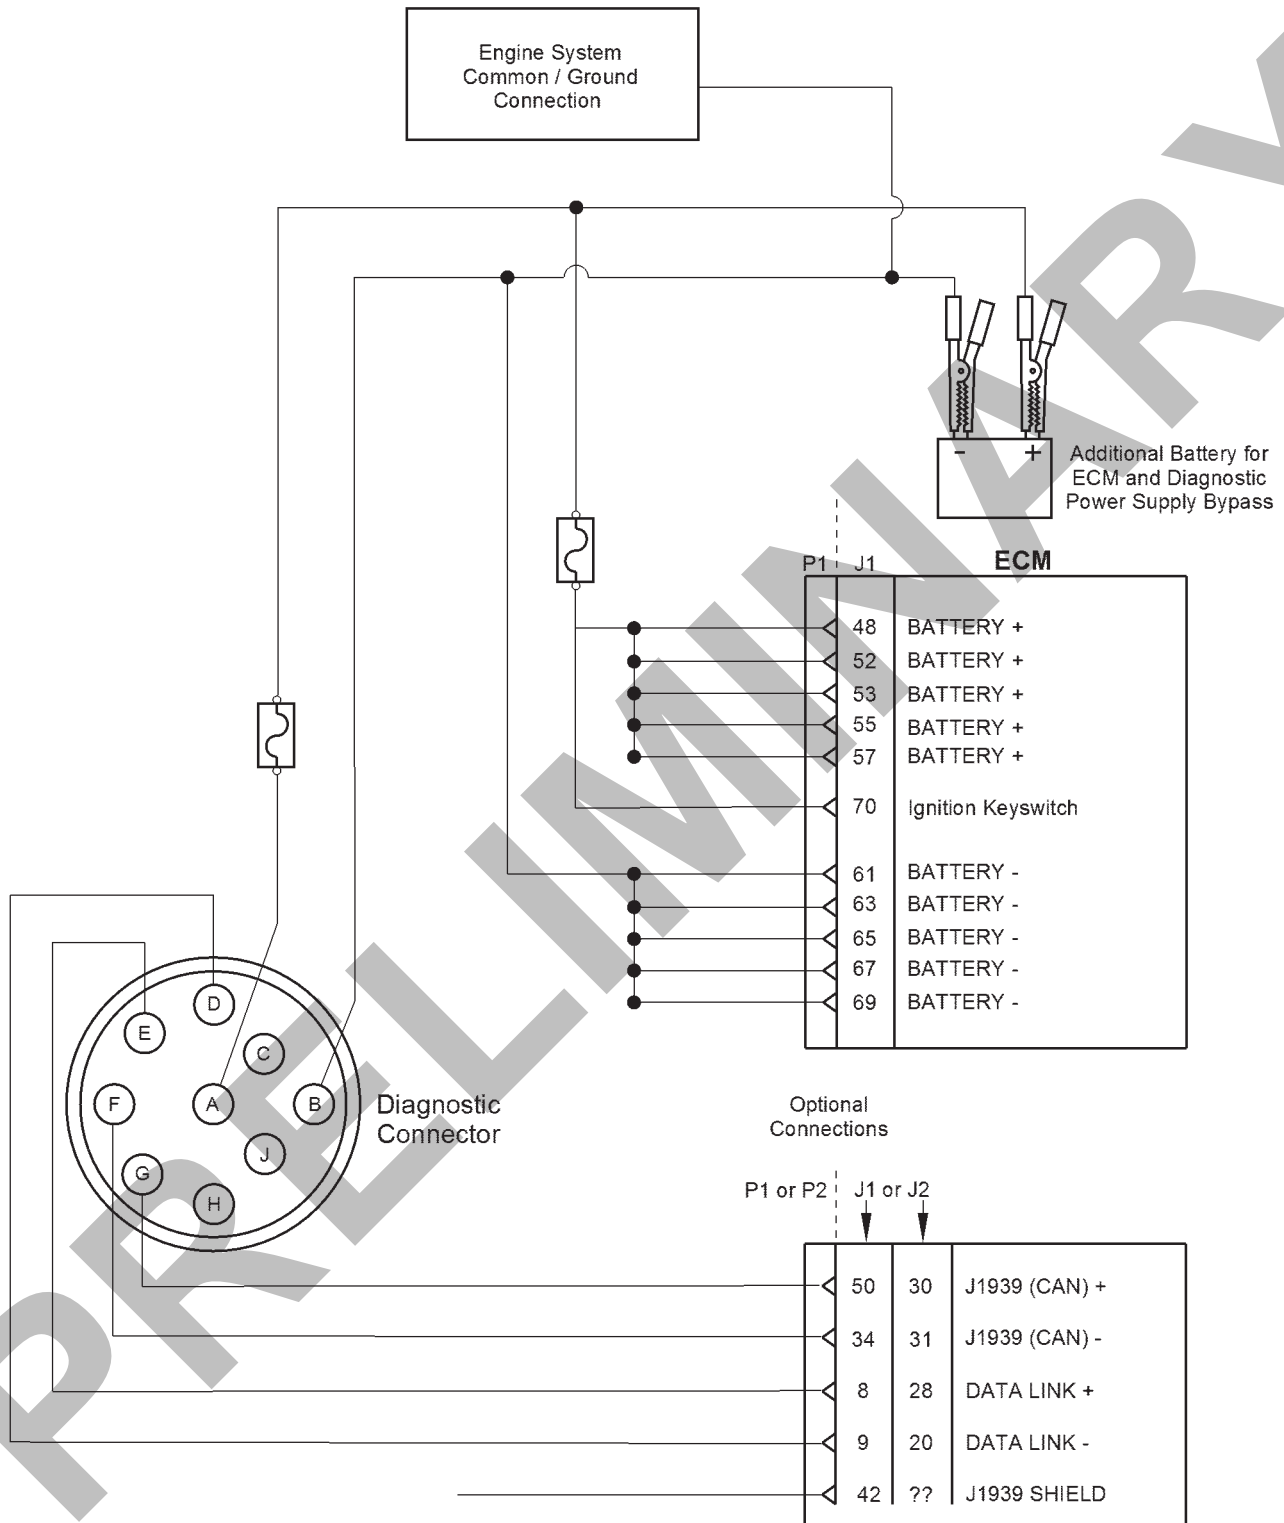 Engine System
Common / Ground
Connection
- +
Additional Battery for
ECM and Diagnostic
Power Supply Bypass
P1 J1 ECM
48 BATTERY +
52 BATTERY +
53 BATTERY +
55 BATTERY +
57 BATTERY +
70 Ignition Keyswitch
61 BATTERY -
63 BATTERY -
65 BATTERY -
67 BATTERY -
69 BATTERY -
D
E
C
F
A
B
J
G
H
Diagnostic
Connector
Optional
Connections
P1 or P2 J1 or J2
50 30 J1939 (CAN) +
34 31 J1939 (CAN) -
8 28 DATA LINK +
9 20 DATA LINK -
42 ?? J1939 SHIELD
PRELIMINARY